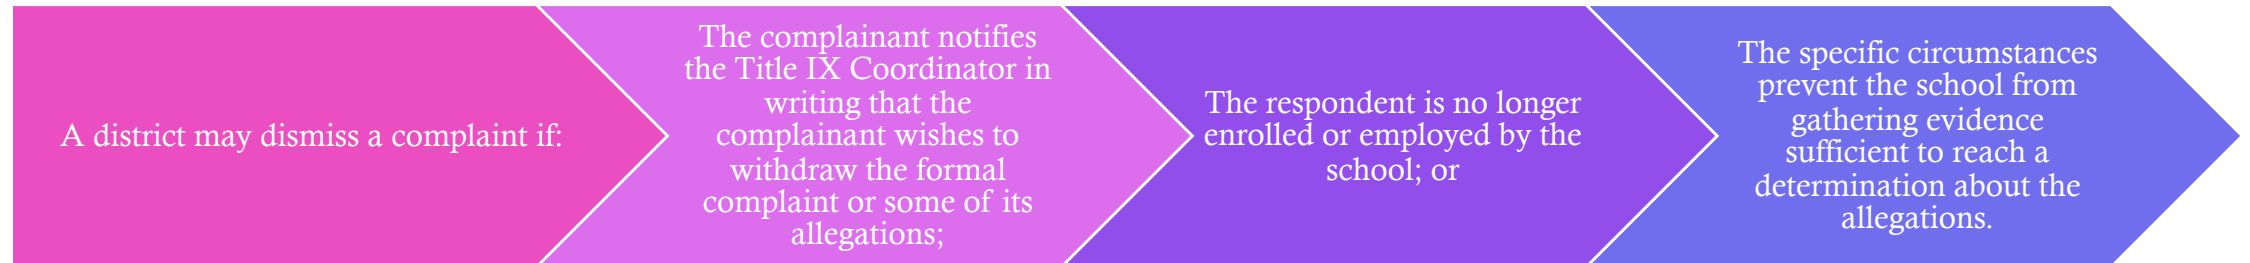 A district may dismiss a complaint if:
The complainant notifies
the Title IX Coordinator in
writing that the
complainant wishes to
withdraw the formal
complaint or some of its
allegations;
The respondent is no longer
enrolled or employed by the
school; or
The specific circumstances
prevent the school from
gathering evidence
sufficient to reach a
determination about the
allegations.